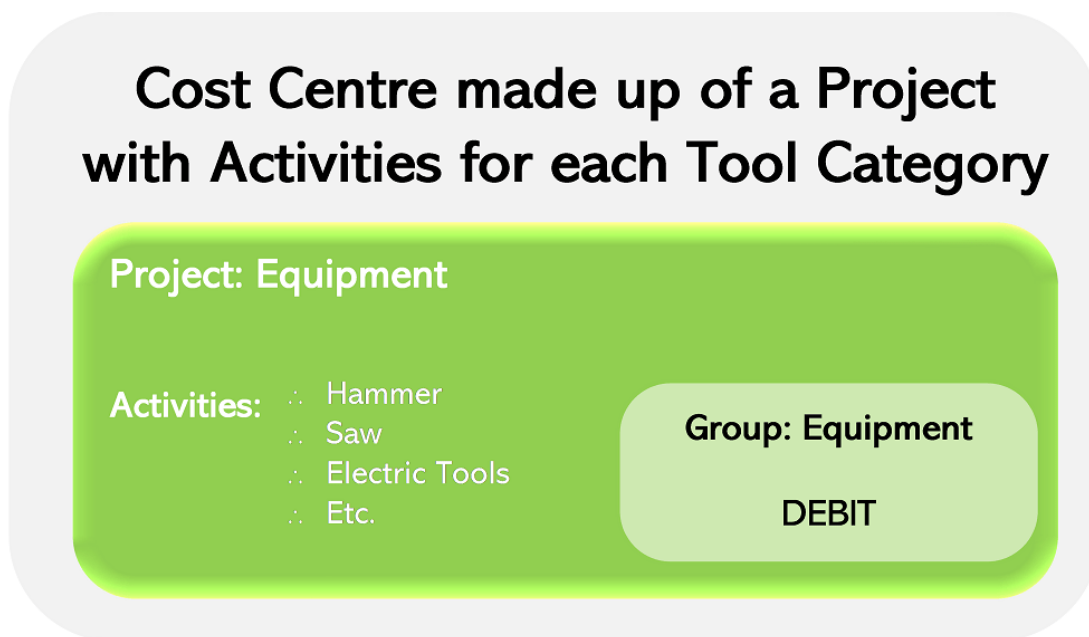 Cost Centre made up of a Project
with Activities for each Tool Category
Project: Equipment
Activities:
∴ Hammer
∴ Saw
∴ Electric Tools
∴ Etc.
Group: Equipment
DEBIT